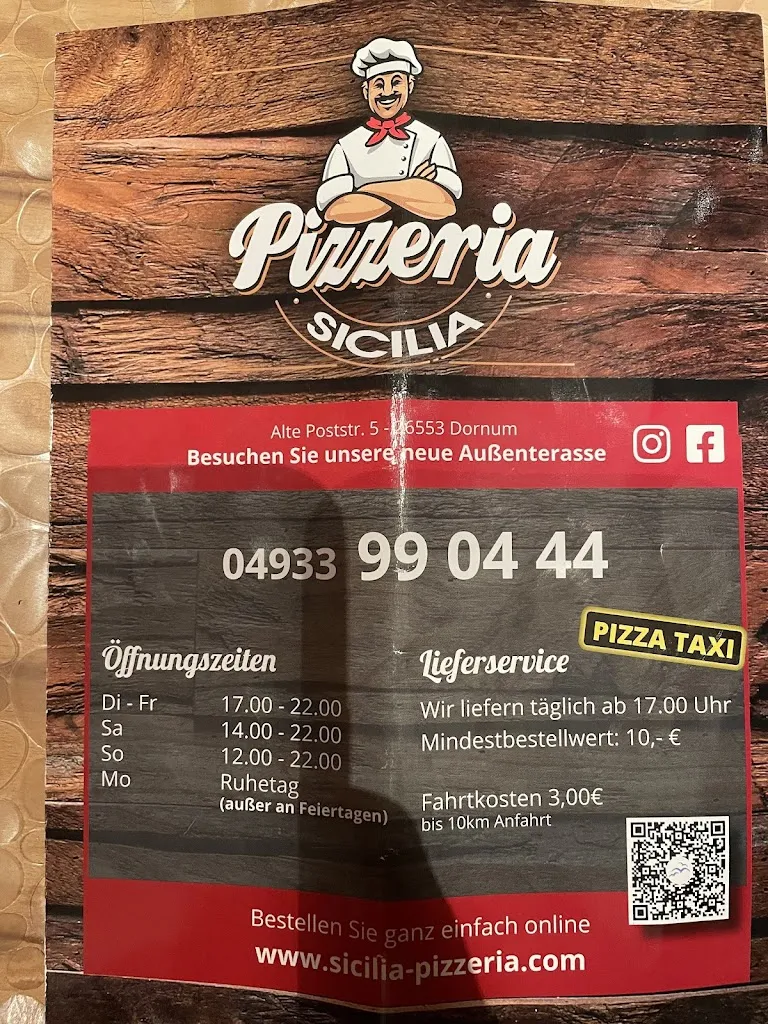 Pizzeria
SICILIA
Alte Poststr. 5 - 26553 Dornum
Besuchen Sie unsere neue Außenterasse
04933 99 04 44
PIZZA TAXI
Öffnungszeiten
Di - Fr 17.00 - 22.00
Sa 14.00 - 22.00
So 12.00 - 22.00
Mo Ruhetag
(außer an Feiertagen)
Lieferservice
Wir liefern täglich ab 17.00 Uhr
Mindestbestellwert: 10,- €
Fahrtkosten 3,00€
bis 10km Anfahrt
Bestellen Sie ganz einfach online
www.sicilia-pizzeria.com